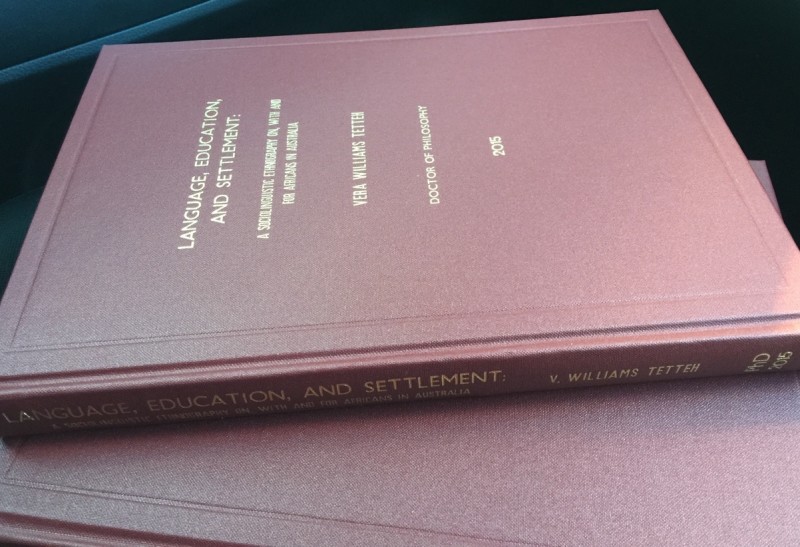 LANGUAGE, EDUCATION,
AND SETTLEMENT:
A SOCIOLINGUISTIC ETHNOGRAPHY ON, WITH AND
FOR AFRICANS IN AUSTRALIA
VERA WILLIAMS TETTEH
DOCTOR OF PHILOSOPHY
2015
LANGUAGE, EDUCATION, AND SETTLEMENT:
A SOCIOLINGUISTIC ETHNOGRAPHY ON, WITH AND FOR AFRICANS IN AUSTRALIA
V. WILLIAMS TETTEH
PHD
2015